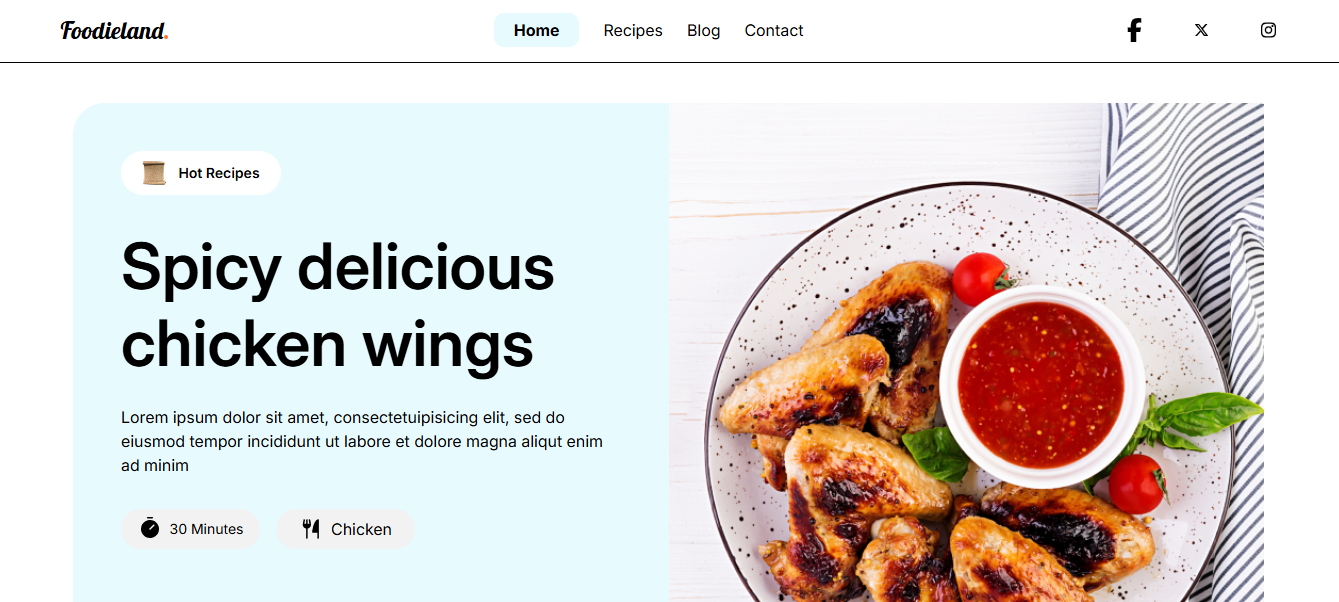 Foodieland.
Home Recipes Blog Contact
Hot Recipes
Spicy delicious
chicken wings
Lorem ipsum dolor sit amet, consectetuipisicing elit, sed do
eiusmod tempor incididunt ut labore et dolore magna aliqut enim
ad minim
30 Minutes Chicken